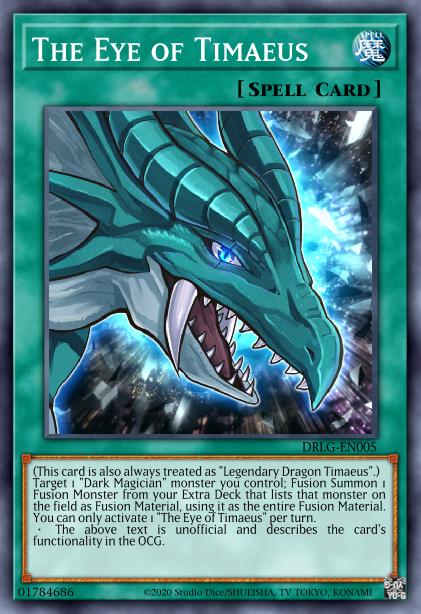 The Eye of Timaeus
SPELL
魔
[Spell Card]
DRLG-EN005
(This card is also always treated as "Legendary Dragon Timaeus".)
Target 1 "Dark Magician" monster you control; Fusion Summon 1
Fusion Monster from your Extra Deck that lists that monster on
the field as Fusion Material, using it as the entire Fusion Material.
You can only activate 1 "The Eye of Timaeus" per turn.
· The above text is unofficial and describes the card's
functionality in the OCG.
01784686 ©2020 Studio Dice/SHUEISHA, TV TOKYO, KONAMI